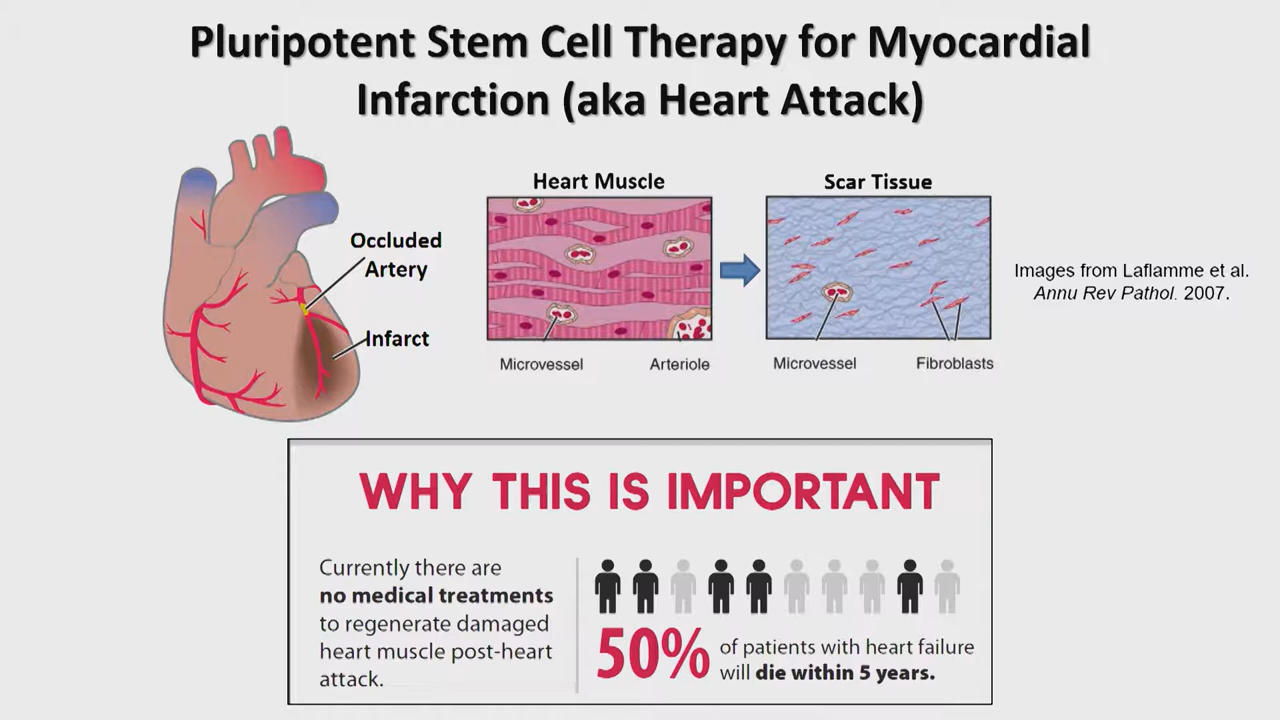 Pluripotent Stem Cell Therapy for Myocardial
Infarction (aka Heart Attack)
Occluded
Artery
Infarct
Heart Muscle
Microvessel
Arteriole
Scar Tissue
Microvessel
Fibroblasts
Images from Laflamme et al.
Annu Rev Pathol. 2007.
WHY THIS IS IMPORTANT
Currently there are
no medical treatments
to regenerate damaged
heart muscle post-heart
attack.
50%
of patients with heart failure
will die within 5 years.